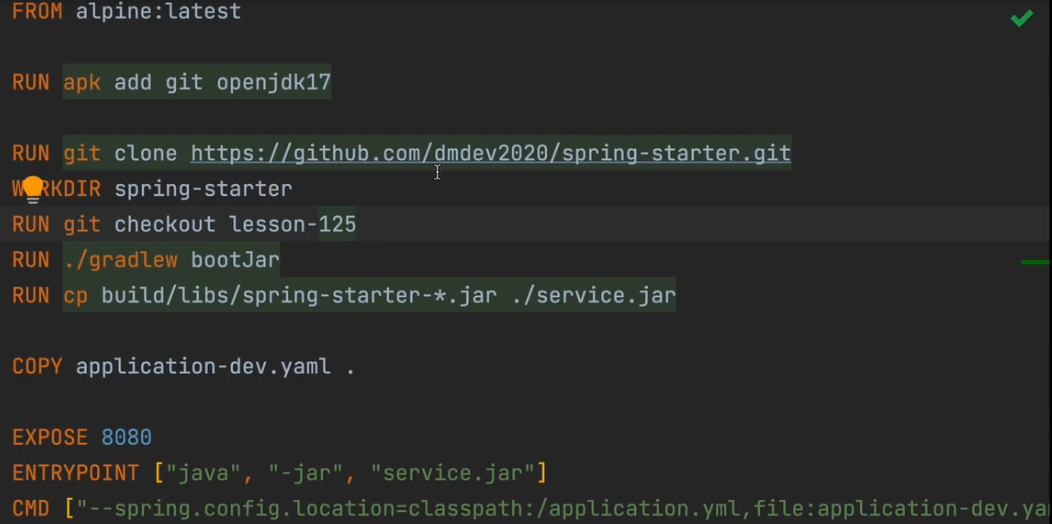 FROM alpine:latest
RUN apk add git openjdk17
RUN git clone https://github.com/dmdev2020/spring-starter.git
WORKDIR spring-starter
RUN git checkout lesson-125
RUN ./gradlew bootJar
RUN cp build/libs/spring-starter-*.jar ./service.jar
COPY application-dev.yaml .
EXPOSE 8080
ENTRYPOINT ["java", "-jar", "service.jar"]
CMD ["--spring.config.location=classpath:/application.yml,file:application-dev.ya